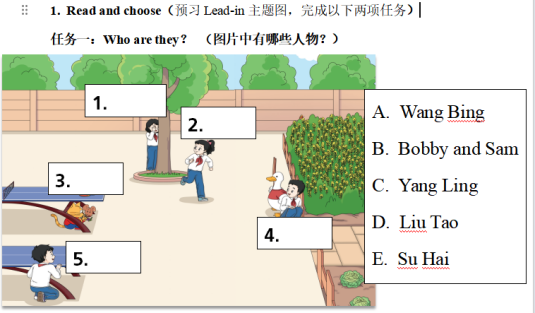 1. Read and choose（预习 Lead-in 主题图，完成以下两项任务）
任务一：Who are they？ （图片中有哪些人物？）
1.
2.
3.
4.
5.
A. Wang Bing
B. Bobby and Sam
C. Yang Ling
D. Liu Tao
E. Su Hai